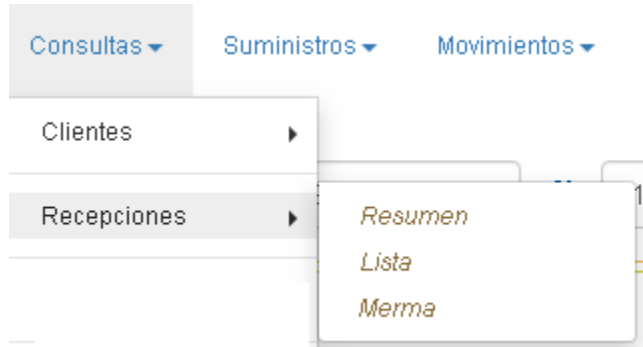 Consultas Suministros Movimientos
Clientes
Recepciones
Resumen
Lista
Merma